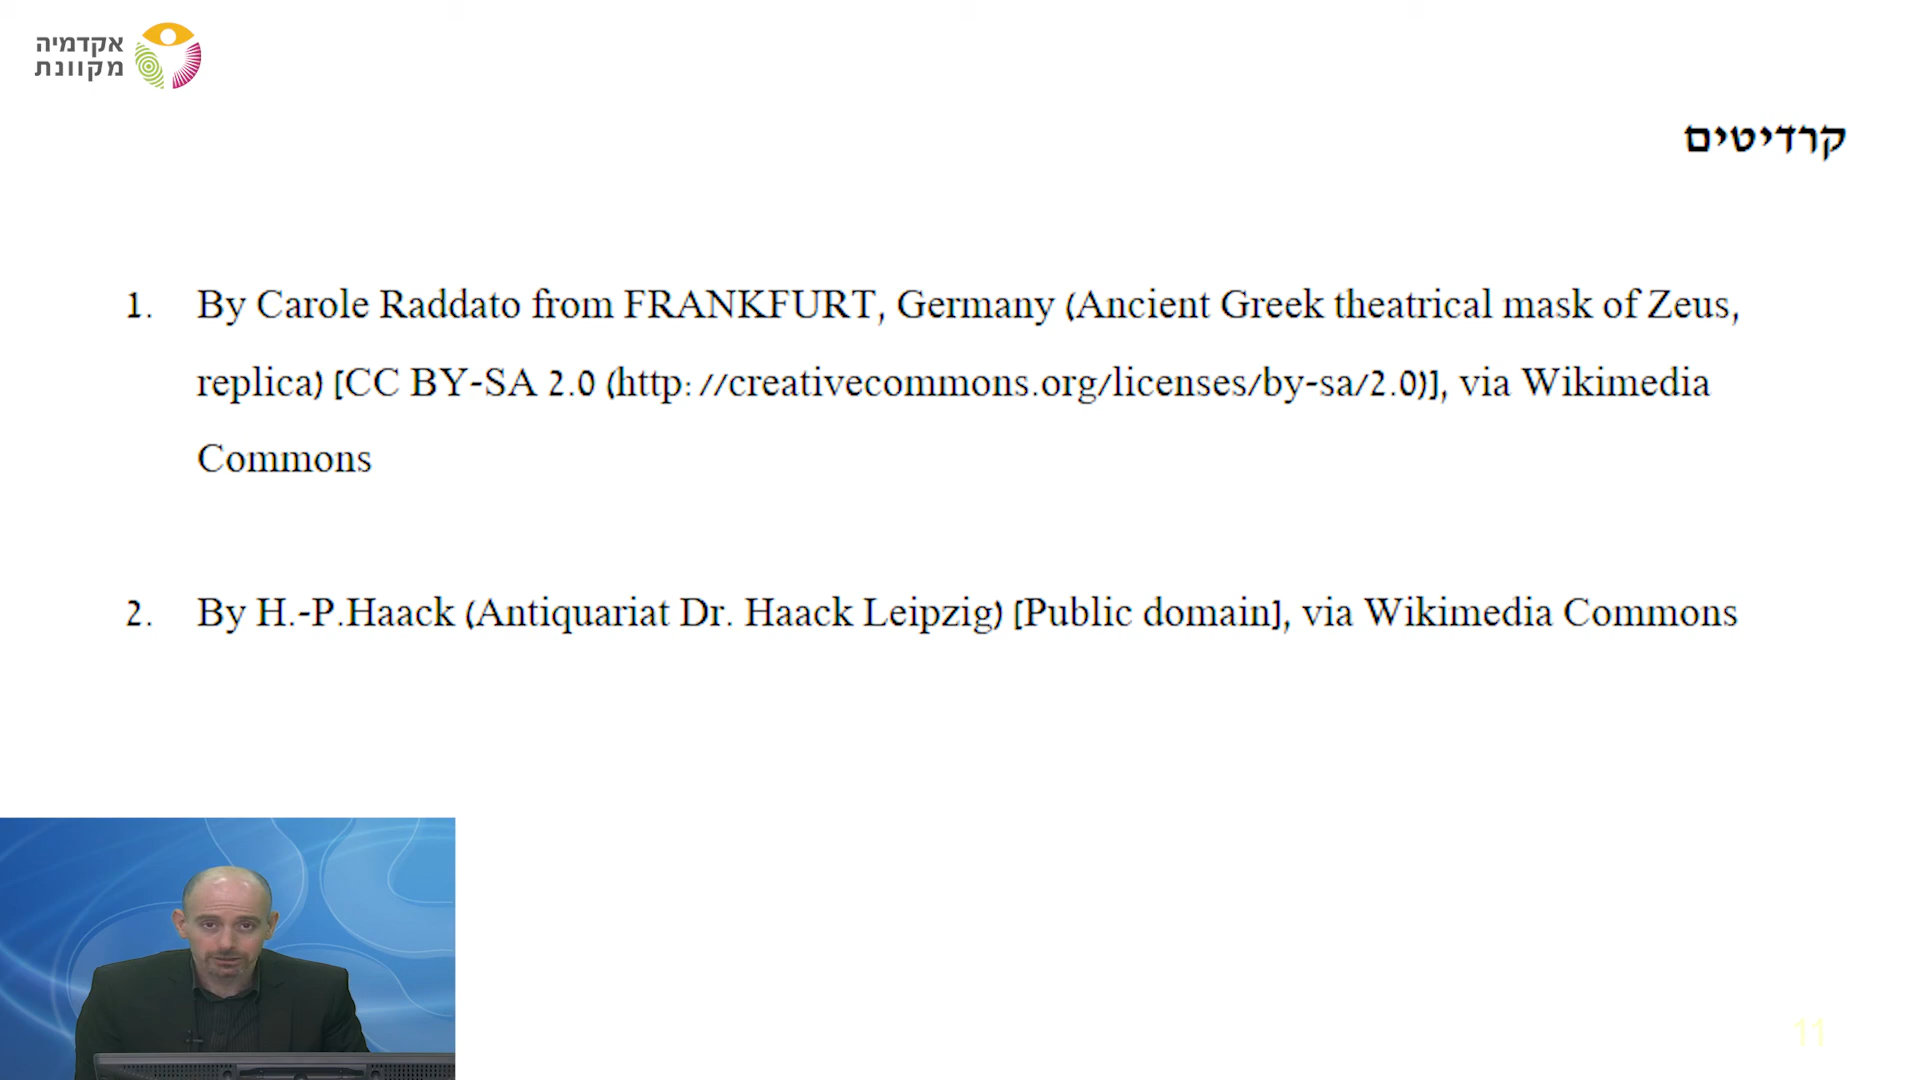 אקדמיה
מקוונת
קרדיטים
1. By Carole Raddato from FRANKFURT, Germany (Ancient Greek theatrical mask of Zeus,
replica) [CC BY-SA 2.0 (http://creativecommons.org/licenses/by-sa/2.0)], via Wikimedia
Commons
2. By H.-P.Haack (Antiquariat Dr. Haack Leipzig) [Public domain], via Wikimedia Commons
11